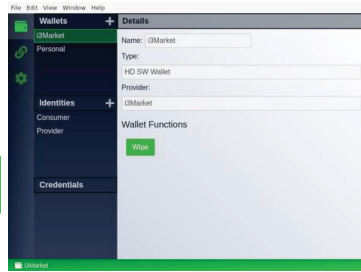 File Edit View Window Help
Wallets +
i3Market
Personal
Identities +
Consumer
Provider
Credentials
Details
Name: i3Market
Type:
HD SW Wallet
Provider:
i3Market
Wallet Functions
Wipe
i3Market